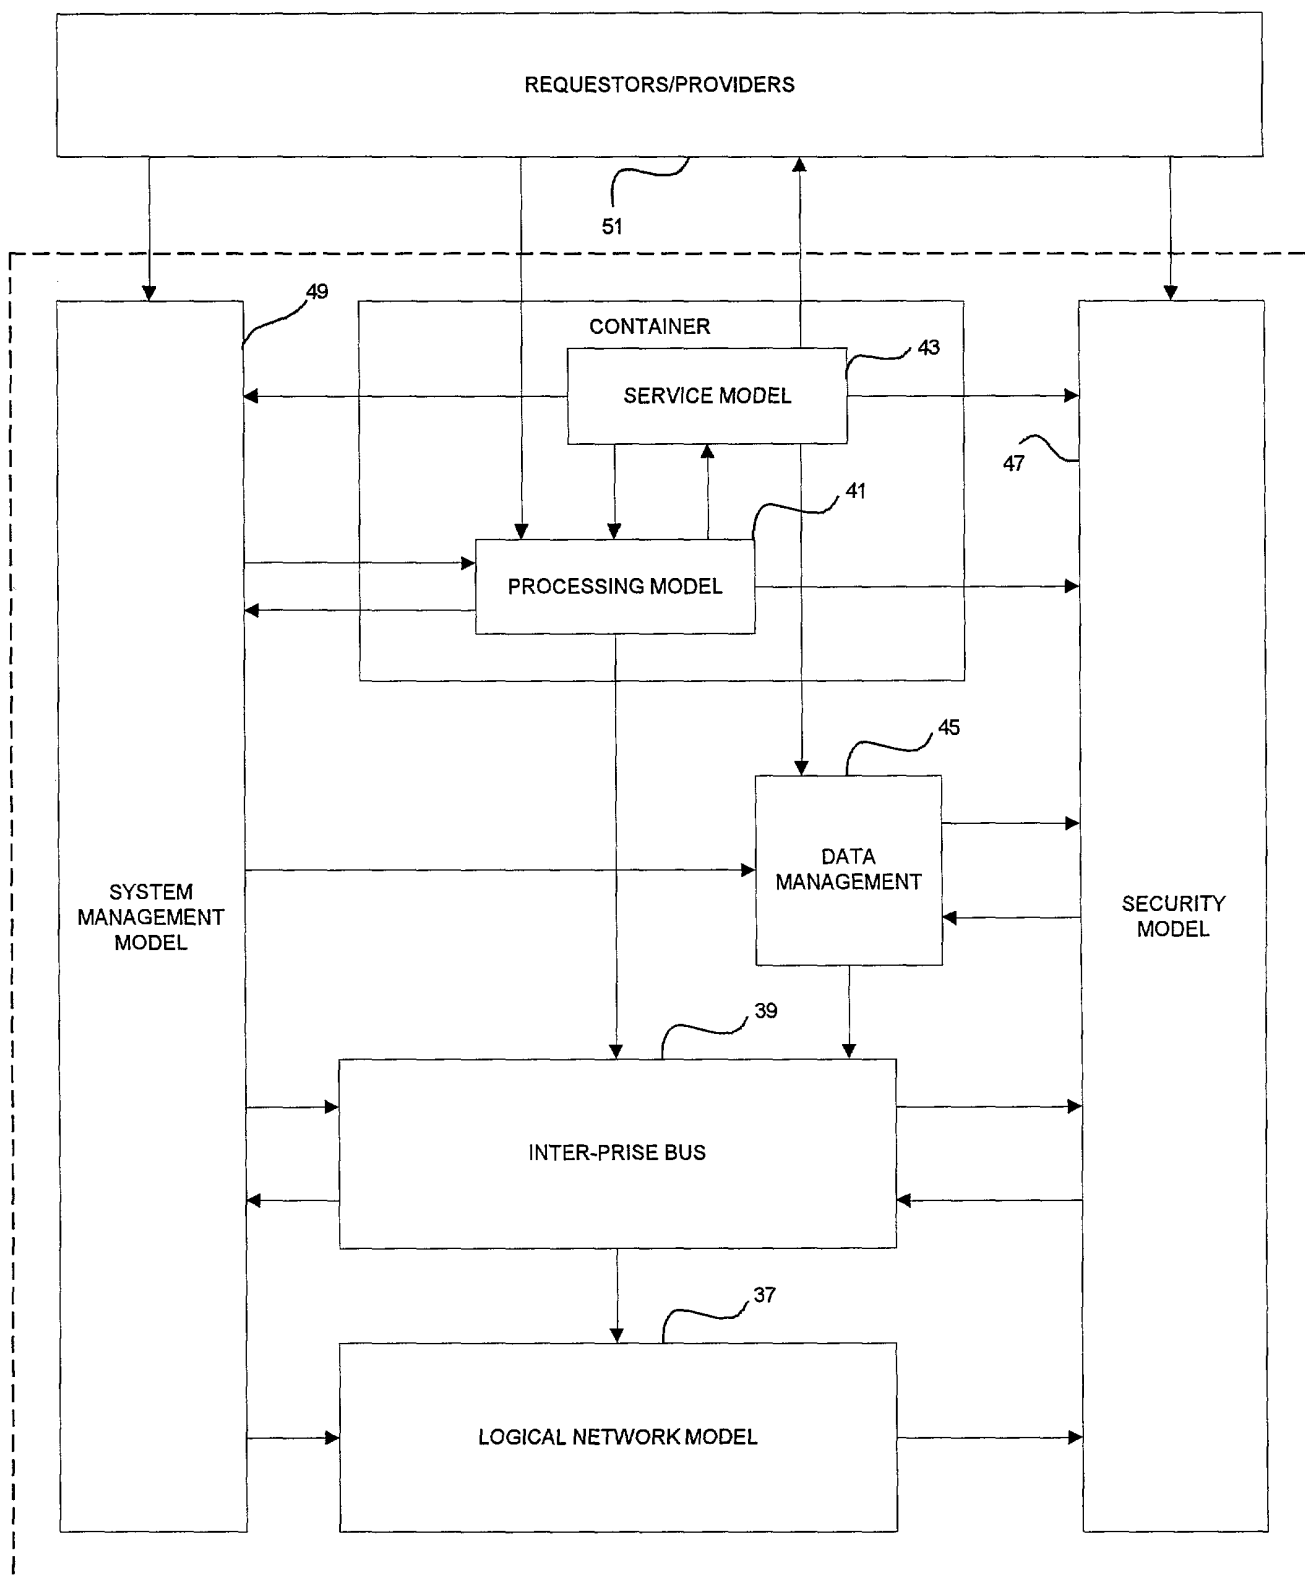 REQUESTORS/PROVIDERS
51
49
CONTAINER
43
SERVICE MODEL
47
41
PROCESSING MODEL
45
DATA
MANAGEMENT
SYSTEM
MANAGEMENT
MODEL
SECURITY
MODEL
39
INTER-PRISE BUS
37
LOGICAL NETWORK MODEL